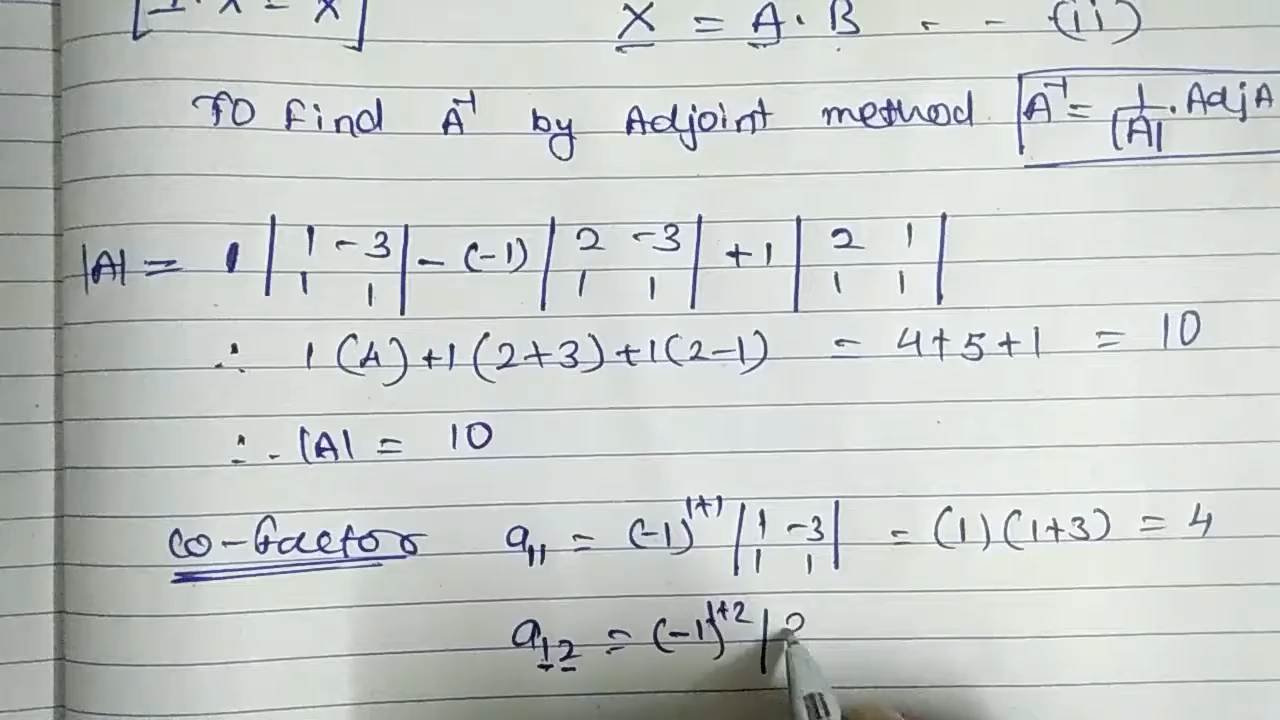 X = A · B - - (ii)
To find A⁻¹ by Adjoint method A⁻¹ = 1/|A| . Adj A
|A| = 1 | 1 -3 | - (-1) | 2 -3 | + 1 | 2 1 |
1 1 1 1 1 1
∴ 1 (4) + 1 (2+3) + 1 (2-1) = 4+5+1 = 10
∴ |A| = 10
co-factor a₁₁ = (-1)¹⁺¹ | 1 -3 | = (1) (1+3) = 4
1 1
a₁₂ = (-1)¹⁺² |